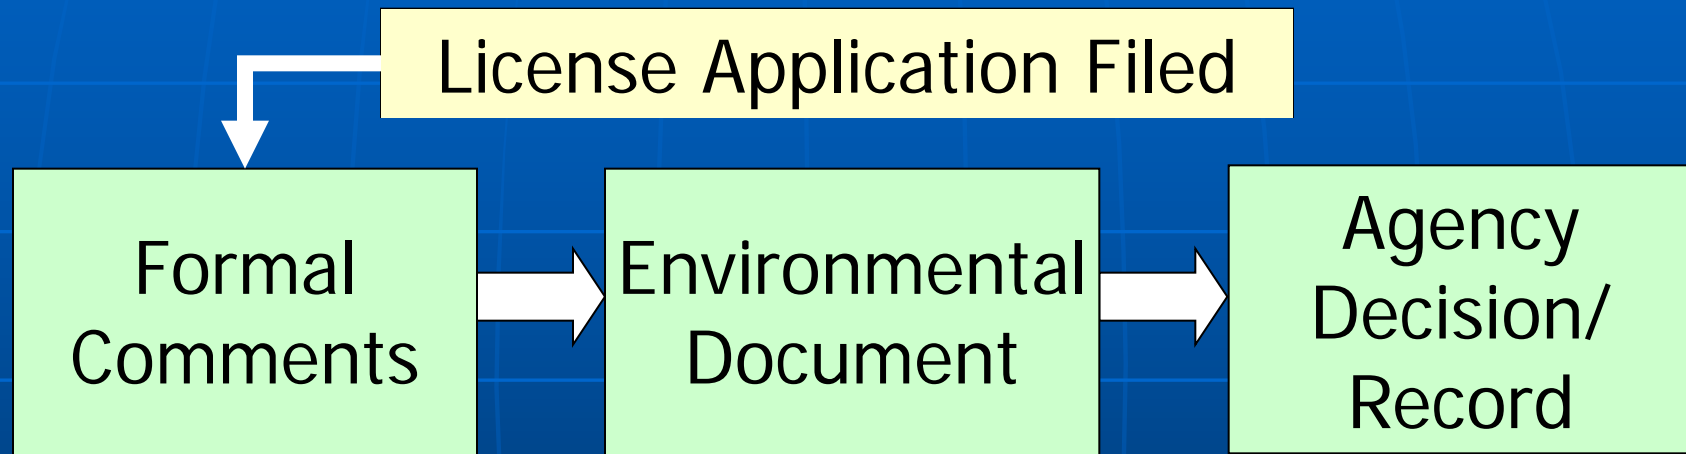 License Application Filed
Formal
Comments
Environmental
Document
Agency
Decision/
Record